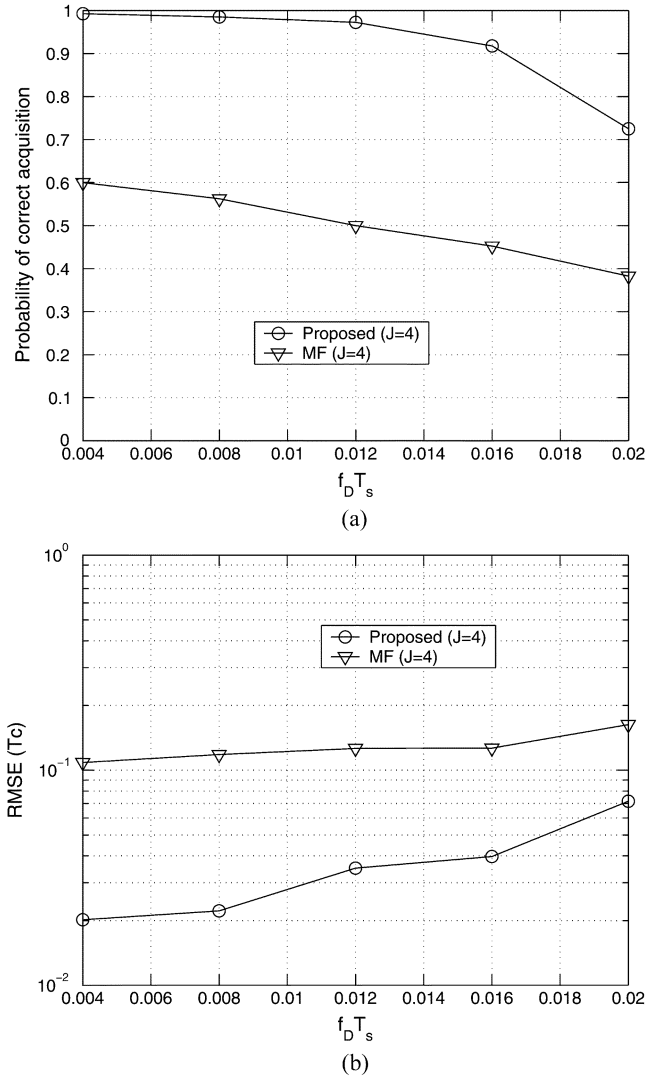 1
0.9
0.8
0.7
0.6
0.5
0.4
0.3
0.2
0.1
0
Probability of correct acquisition
Proposed (J=4)
MF (J=4)
0.004 0.006 0.008 0.01 0.012 0.014 0.016 0.018 0.02
f_D T_s
(a)
10^0
10^-1
10^-2
RMSE (Tc)
Proposed (J=4)
MF (J=4)
0.004 0.006 0.008 0.01 0.012 0.014 0.016 0.018 0.02
f_D T_s
(b)